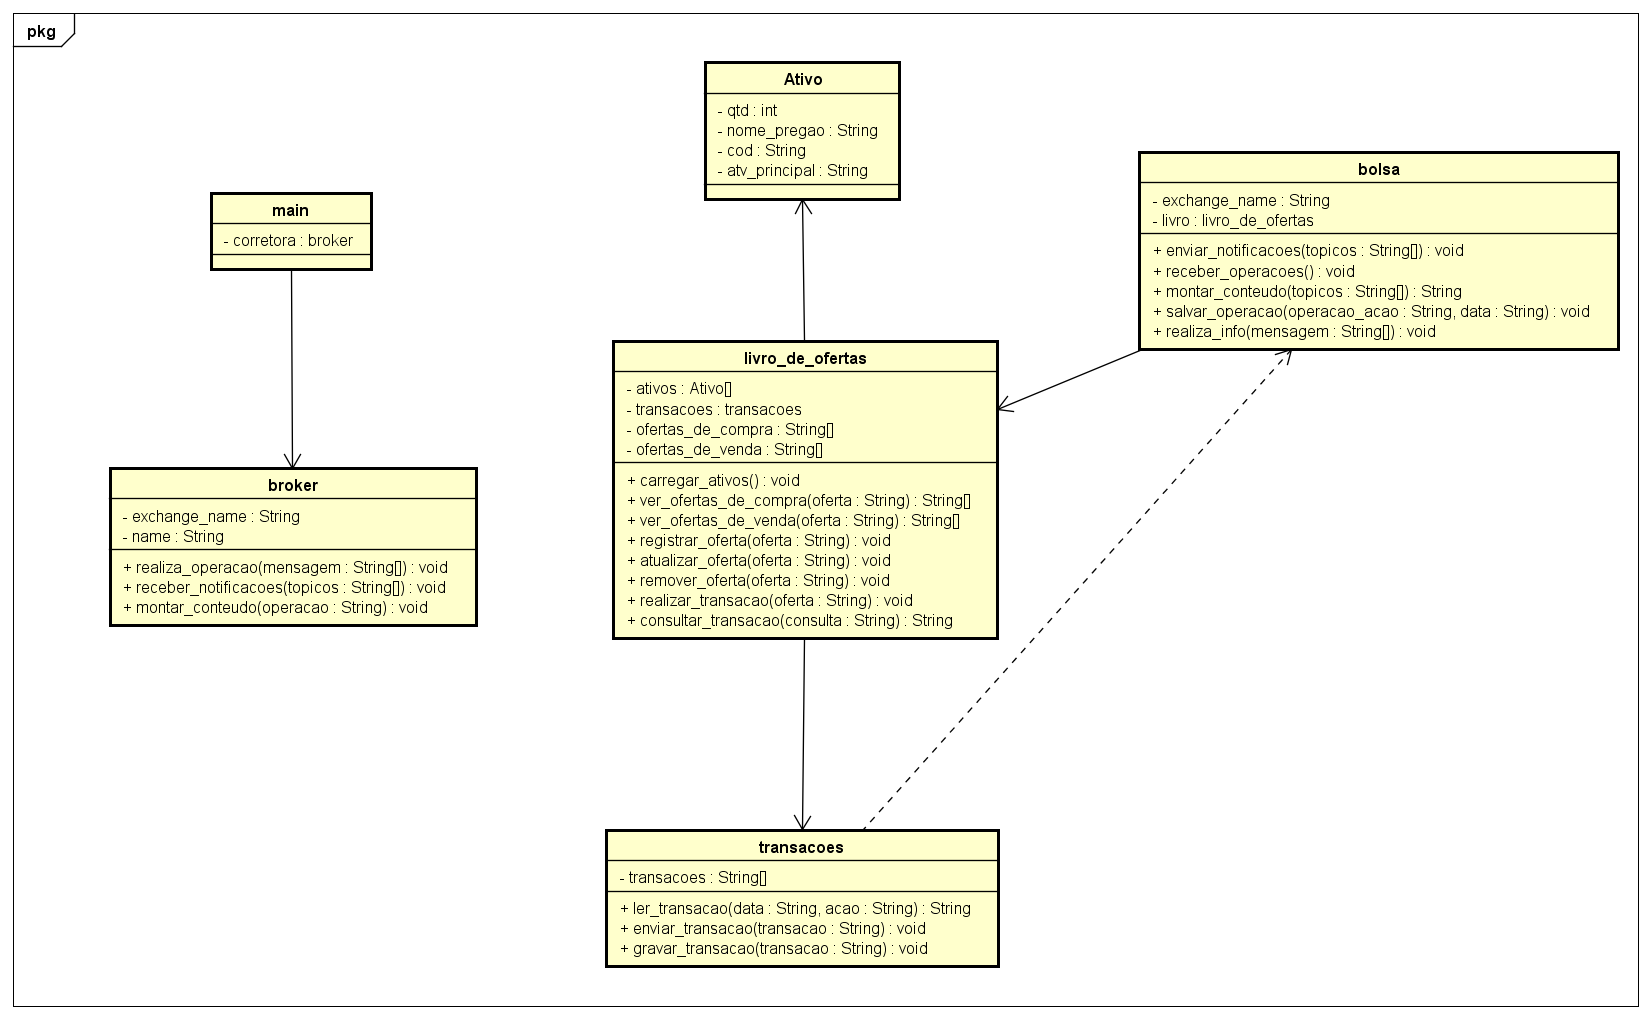 pkg
Ativo
- qtd : int
- nome_pregao : String
- cod : String
- atv_principal : String
bolsa
- exchange_name : String
- livro : livro_de_ofertas
+ enviar_notificacoes(topicos : String[]) : void
+ receber_operacoes() : void
+ montar_conteudo(topicos : String[]) : String
+ salvar_operacao(operacao_acao : String, data : String) : void
+ realiza_info(mensagem : String[]) : void
main
- corretora : broker
livro_de_ofertas
- ativos : Ativo[]
- transacoes : transacoes
- ofertas_de_compra : String[]
- ofertas_de_venda : String[]
+ carregar_ativos() : void
+ ver_ofertas_de_compra(oferta : String) : String[]
+ ver_ofertas_de_venda(oferta : String) : String[]
+ registrar_oferta(oferta : String) : void
+ atualizar_oferta(oferta : String) : void
+ remover_oferta(oferta : String) : void
+ realizar_transacao(oferta : String) : void
+ consultar_transacao(consulta : String) : String
broker
- exchange_name : String
- name : String
+ realiza_operacao(mensagem : String[]) : void
+ receber_notificacoes(topicos : String[]) : void
+ montar_conteudo(operacao : String) : void
transacoes
- transacoes : String[]
+ ler_transacao(data : String, acao : String) : String
+ enviar_transacao(transacao : String) : void
+ gravar_transacao(transacao : String) : void